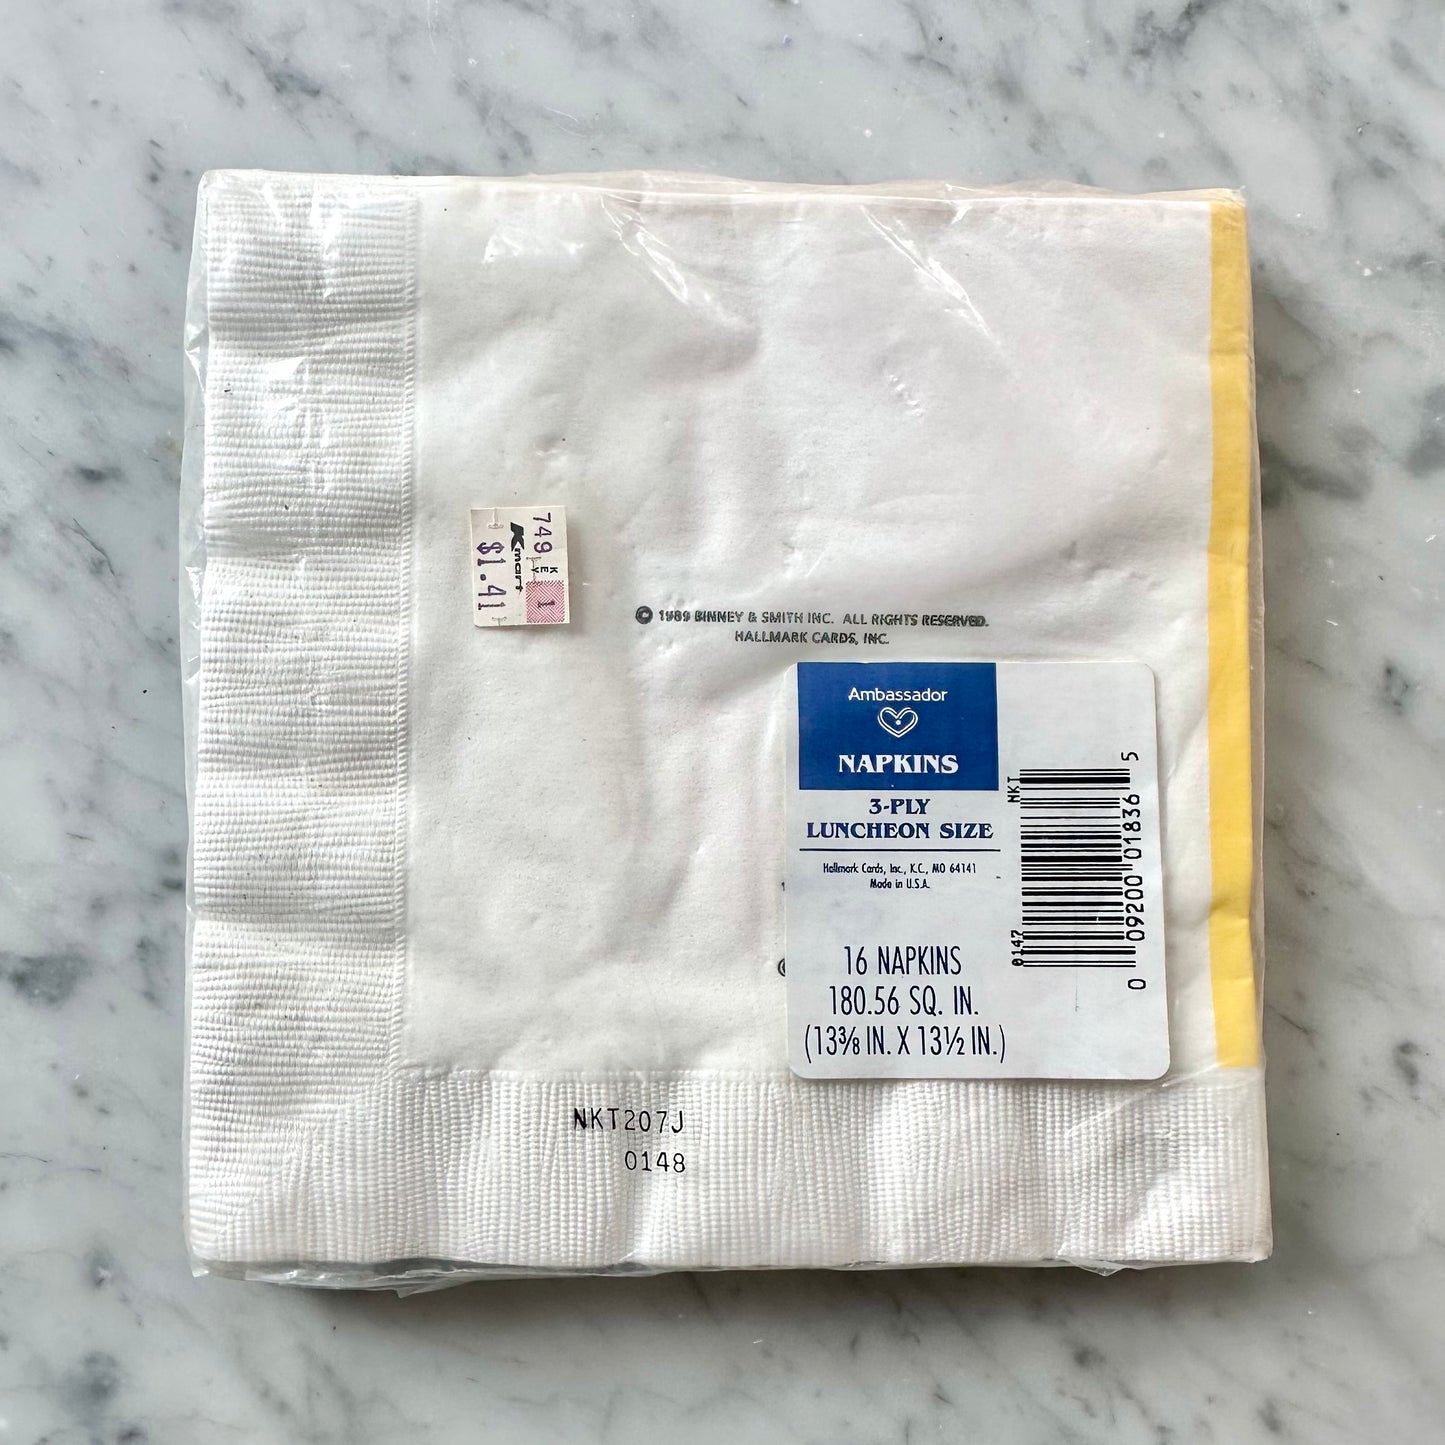 749
KEY
1
Kmart
$1.41
© 1989 BINNEY & SMITH INC. ALL RIGHTS RESERVED.
HALLMARK CARDS, INC.
Ambassador
NAPKINS
3-PLY
LUNCHEON SIZE
Hallmark Cards, Inc., K.C., MO 64141
Made in U.S.A.
16 NAPKINS
180.56 SQ. IN.
(13⅜ IN. X 13½ IN.)
0147 NKT
0 09200 01836 5
NKT207J
0148